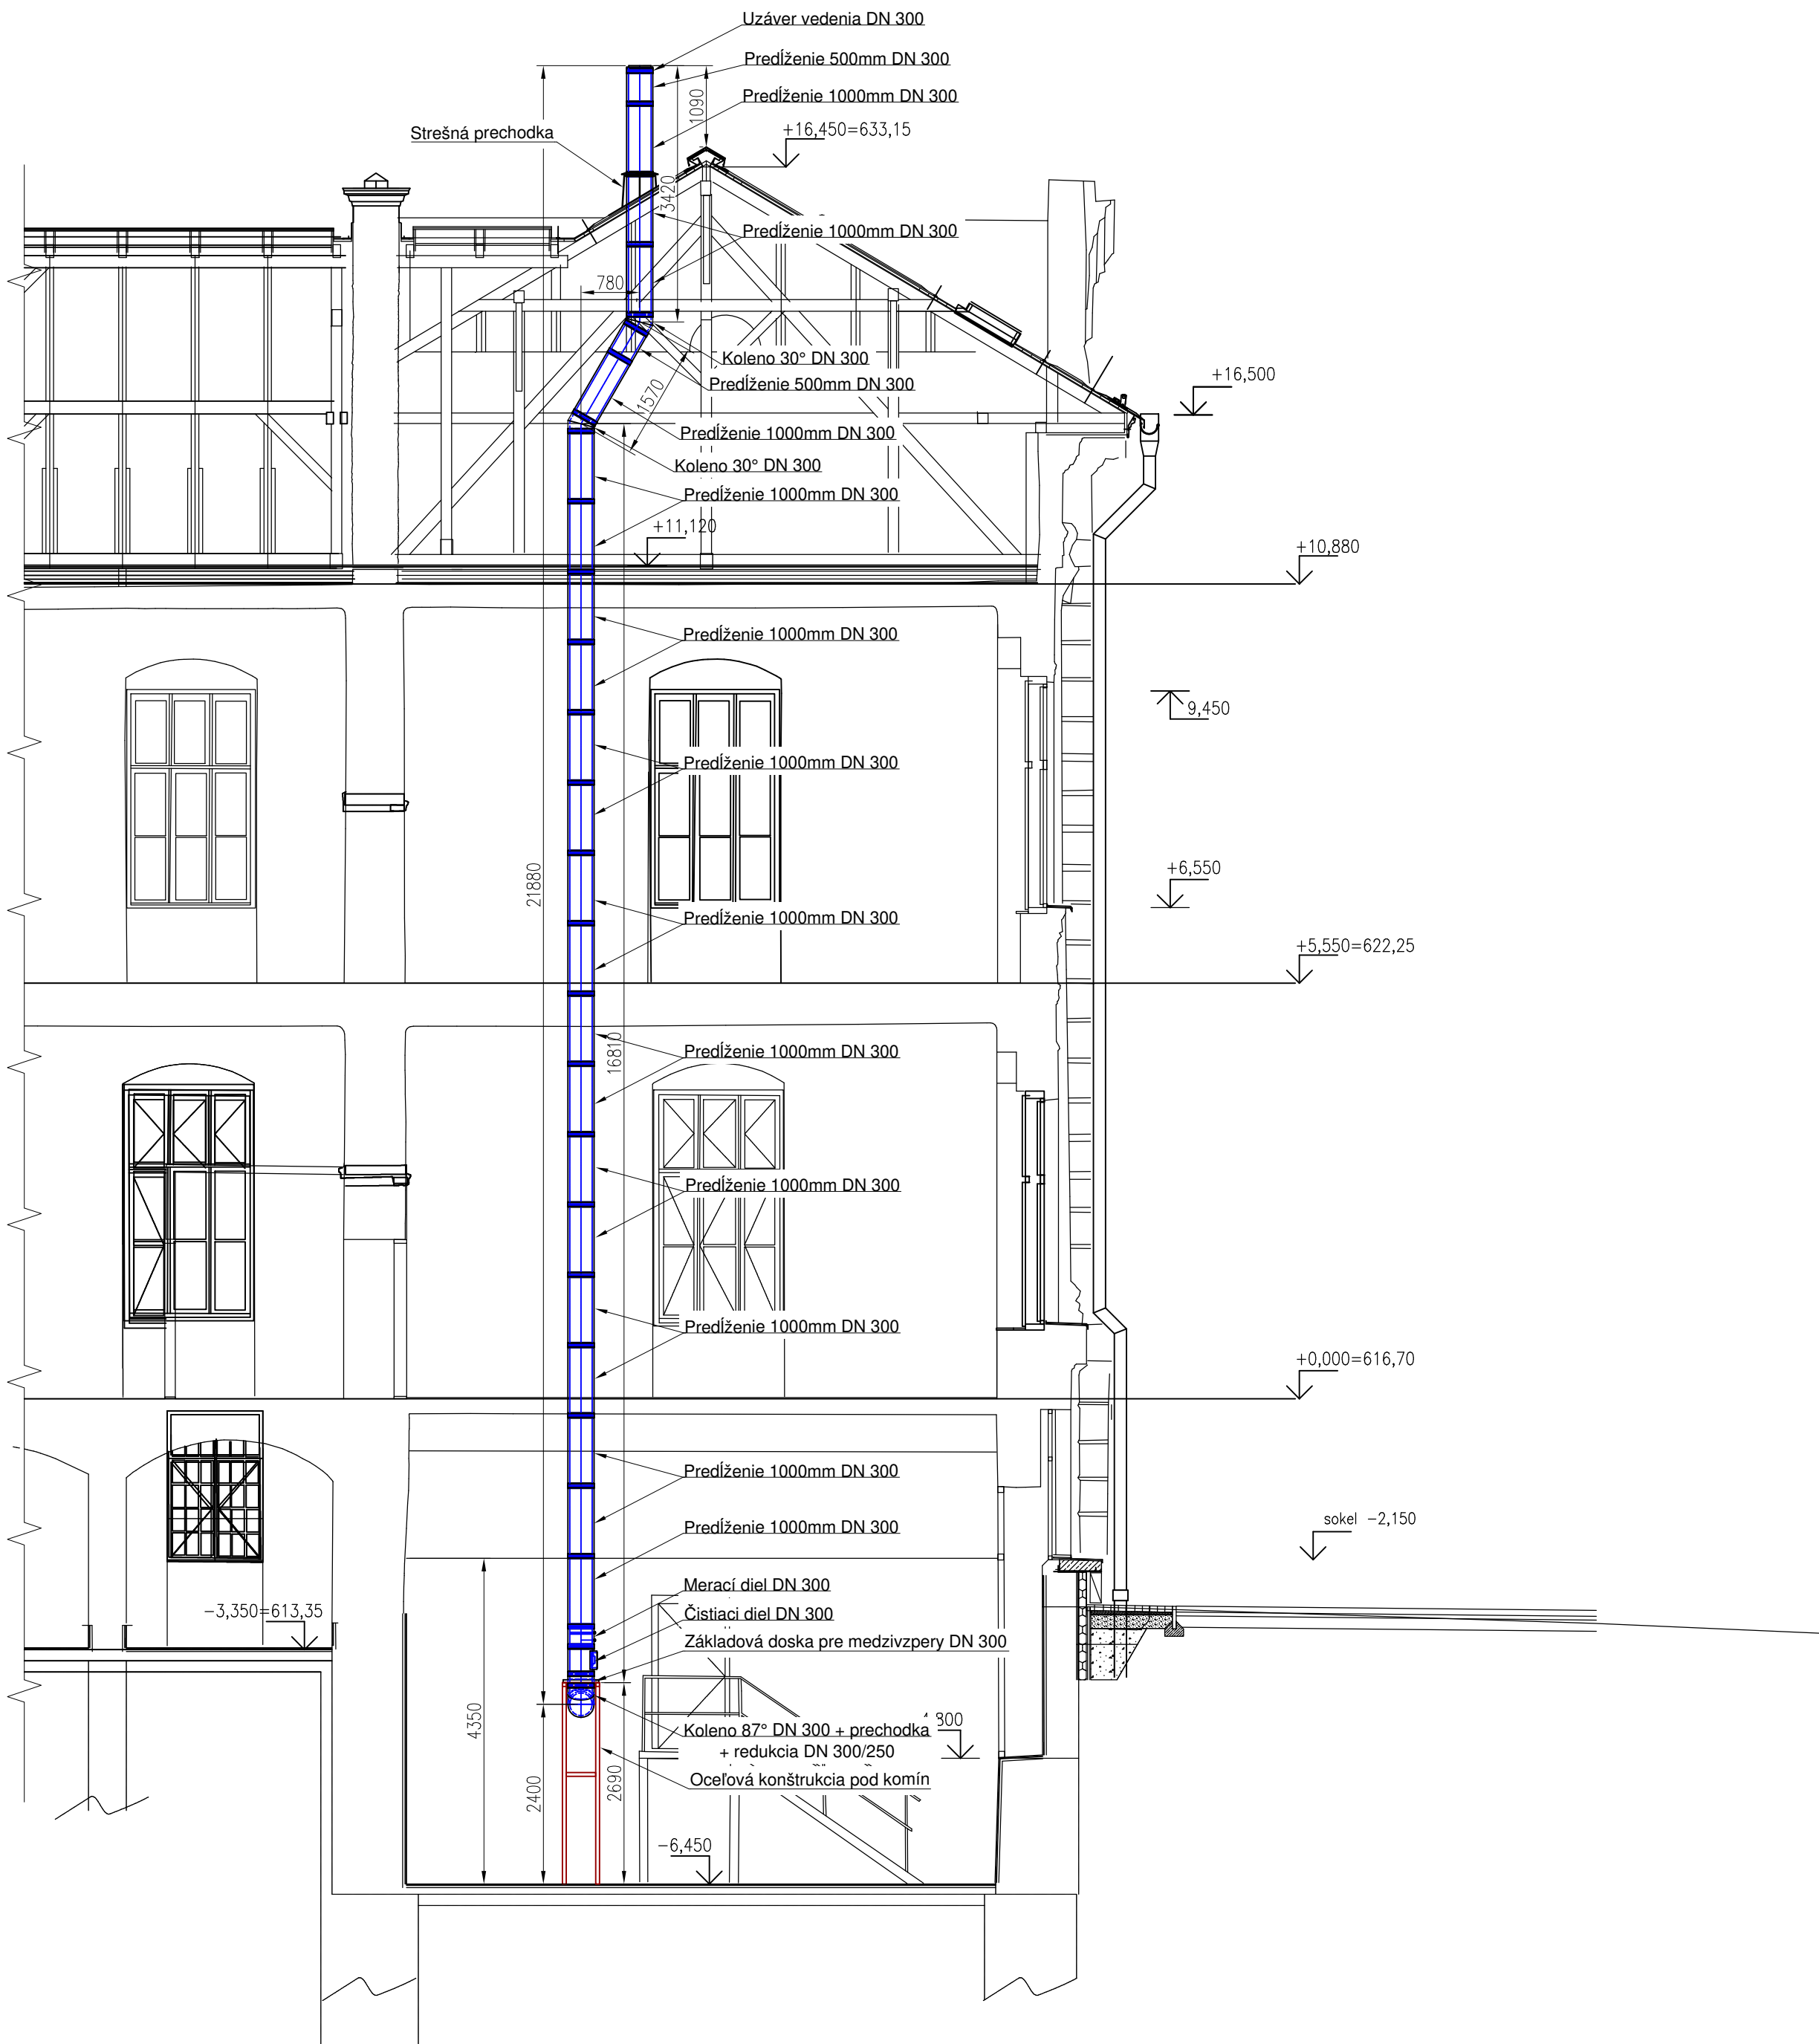 Uzáver vedenia DN 300
Predĺženie 500mm DN 300
1090
Predĺženie 1000mm DN 300
Strešná prechodka
+16,450=633,15
3420
Predĺženie 1000mm DN 300
780
Koleno 30° DN 300
+16,500
Predĺženie 500mm DN 300
1570
Predĺženie 1000mm DN 300
Koleno 30° DN 300
Predĺženie 1000mm DN 300
+11,120
+10,880
Predĺženie 1000mm DN 300
9,450
Predĺženie 1000mm DN 300
+6,550
21880
Predĺženie 1000mm DN 300
+5,550=622,25
16810
Predĺženie 1000mm DN 300
Predĺženie 1000mm DN 300
Predĺženie 1000mm DN 300
+0,000=616,70
Predĺženie 1000mm DN 300
sokel -2,150
Predĺženie 1000mm DN 300
Merací diel DN 300
-3,350=613,35
Čistiaci diel DN 300
Základová doska pre medzivzpery DN 300
4350
Koleno 87° DN 300 + prechodka
+ redukcia DN 300/250
Oceľová konštrukcia pod komín
2400
2690
-6,450